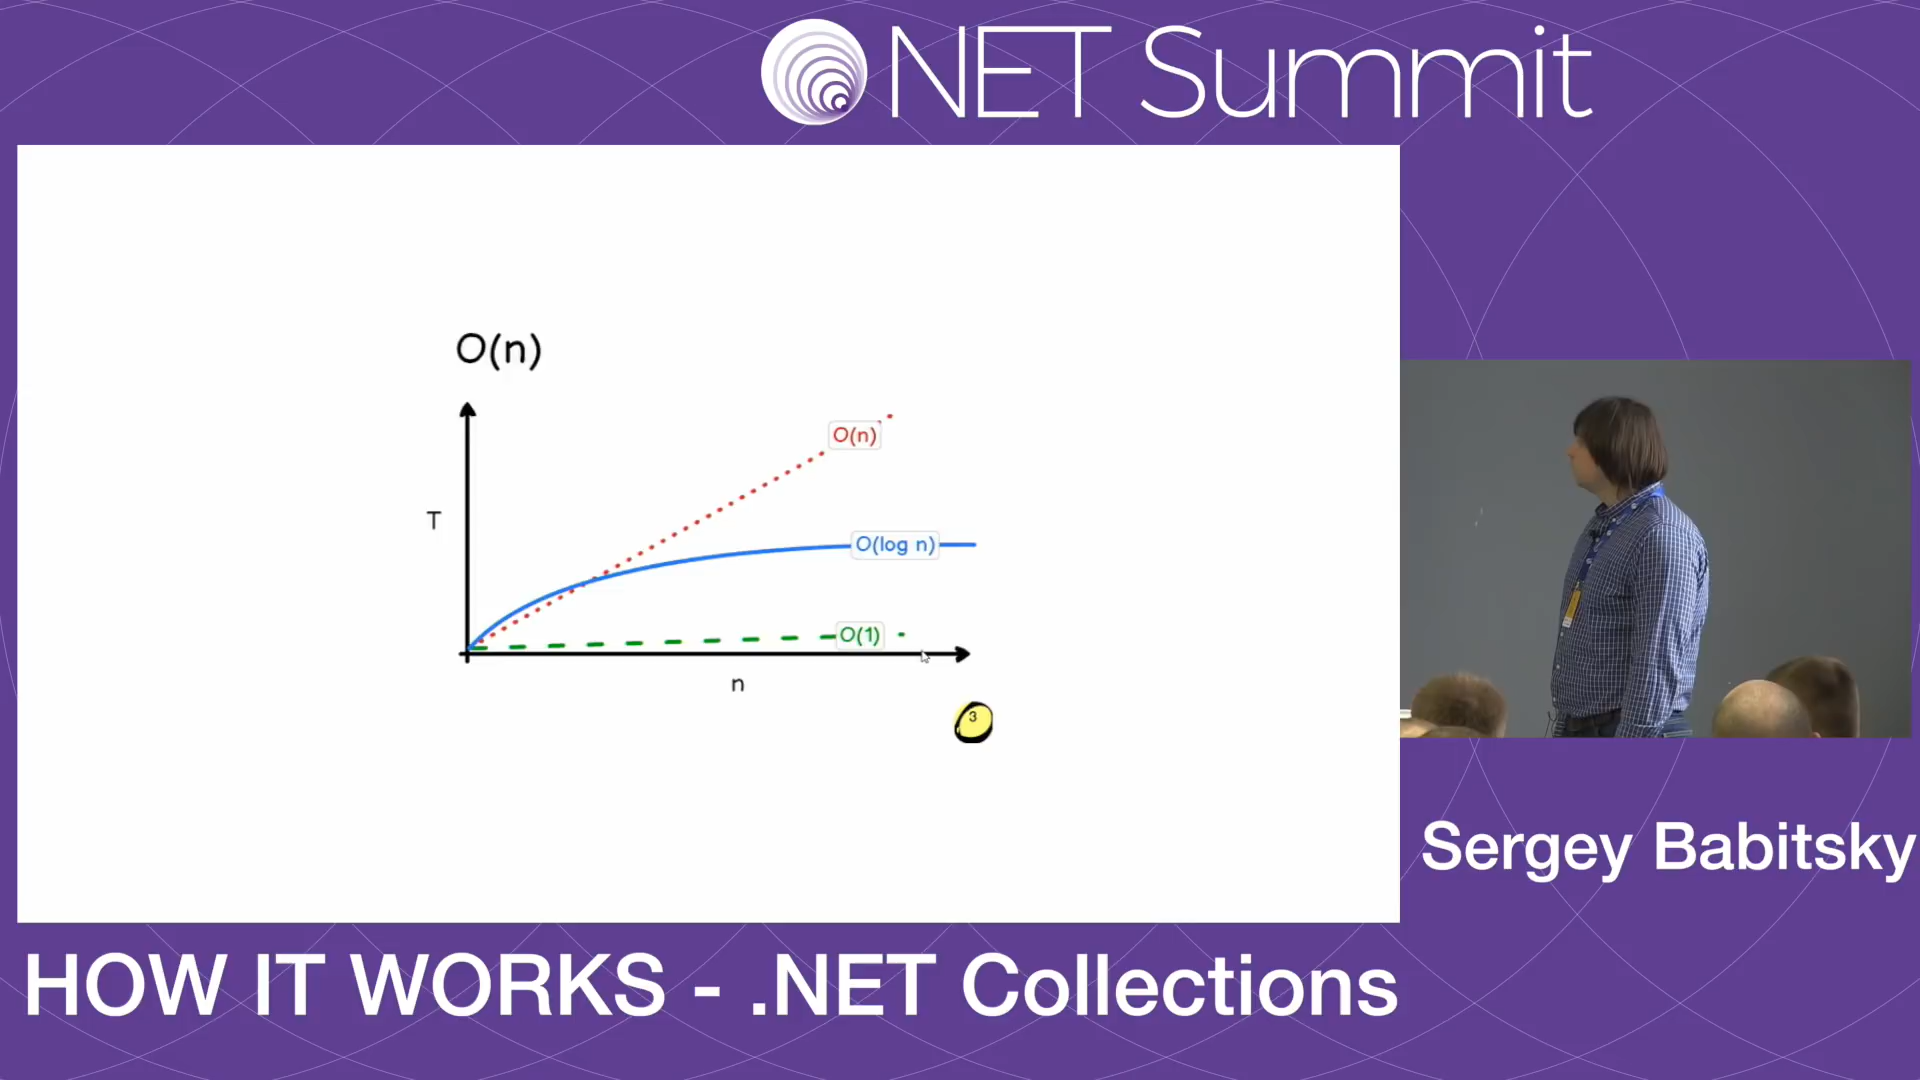 NET Summit
O(n)
O(n)
T
O(log n)
O(1)
n
3
Sergey Babitsky
HOW IT WORKS - .NET Collections